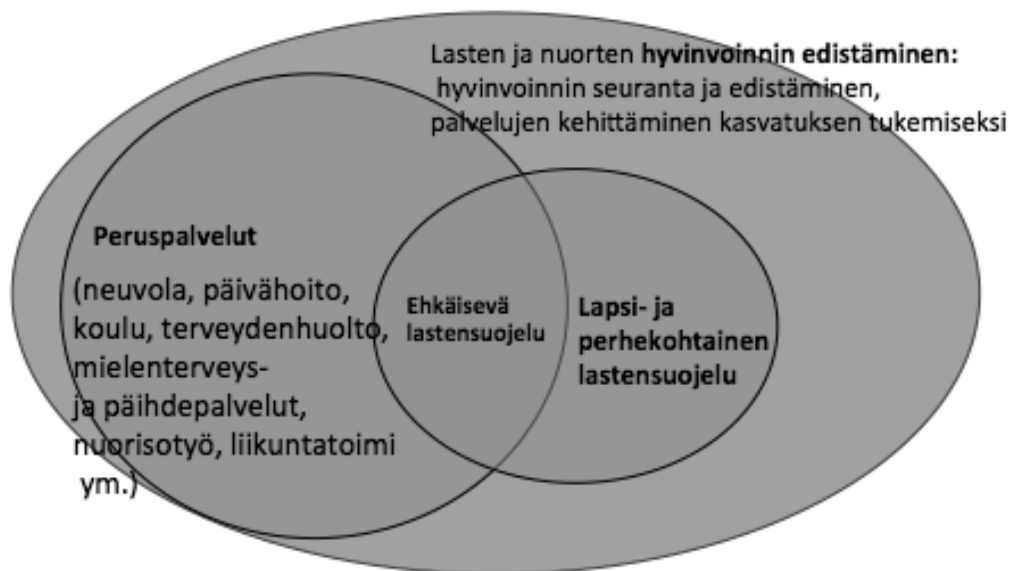 Lasten ja nuorten hyvinvoinnin edistäminen:
hyvinvoinnin seuranta ja edistäminen,
palvelujen kehittäminen kasvatuksen tukemiseksi
Peruspalvelut
(neuvola, päivähoito,
koulu, terveydenhuolto,
mielenterveys-
ja päihdepalvelut,
nuorisotyö, liikuntatoimi
ym.)
Ehkäisevä
lastensuojelu
Lapsi- ja
perhekohtainen
lastensuojelu